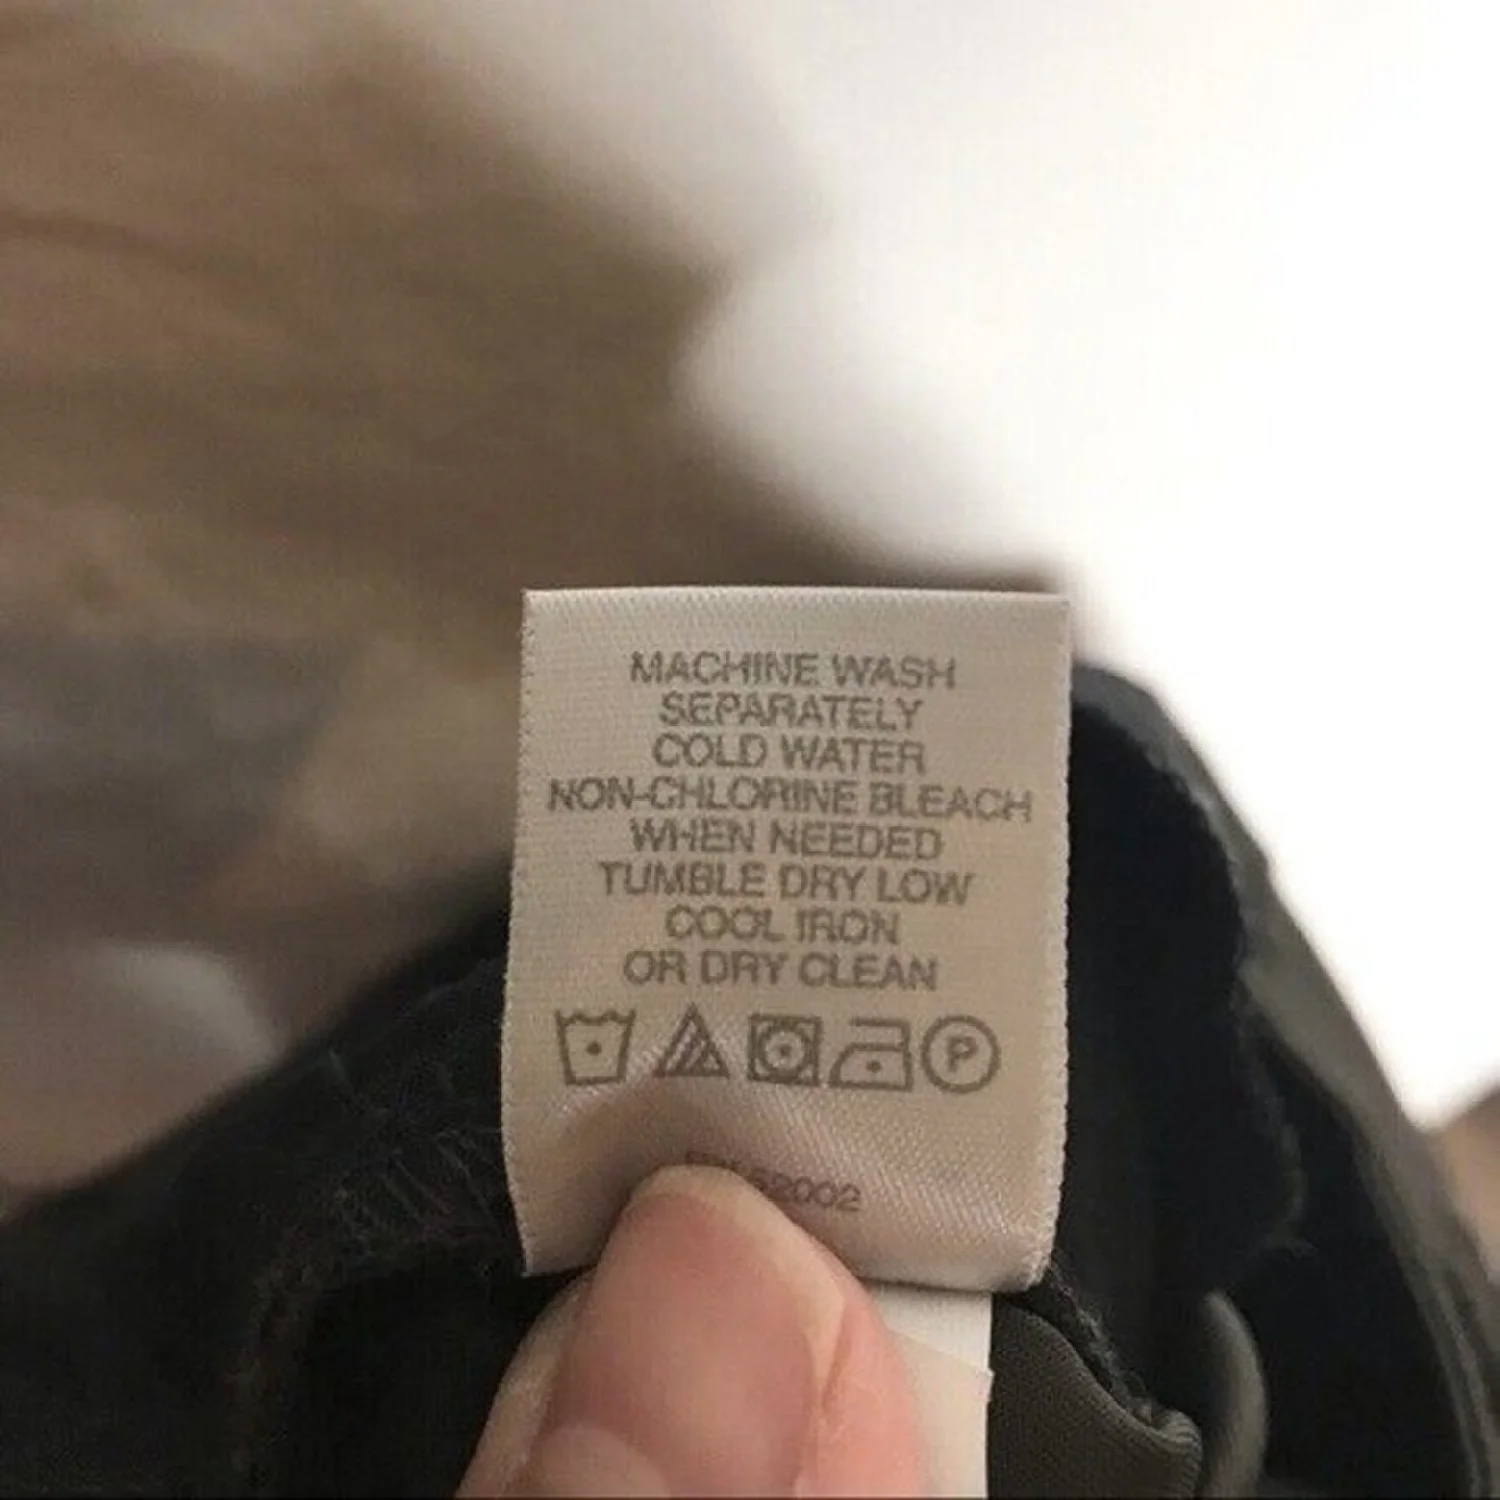 MACHINE WASH
SEPARATELY
COLD WATER
NON-CHLORINE BLEACH
WHEN NEEDED
TUMBLE DRY LOW
COOL IRON
OR DRY CLEAN
P